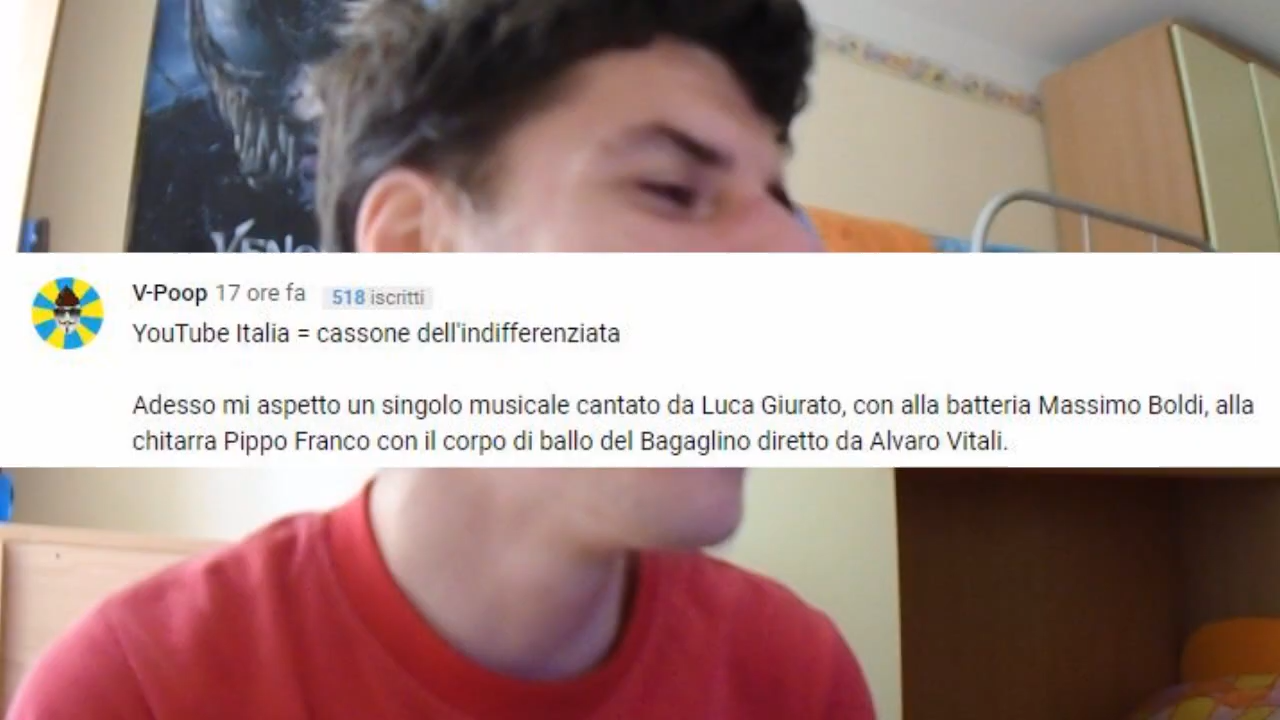 VENO
V-Poop 17 ore fa 518 iscritti
YouTube Italia = cassone dell'indifferenziata
Adesso mi aspetto un singolo musicale cantato da Luca Giurato, con alla batteria Massimo Boldi, alla
chitarra Pippo Franco con il corpo di ballo del Bagaglino diretto da Alvaro Vitali.